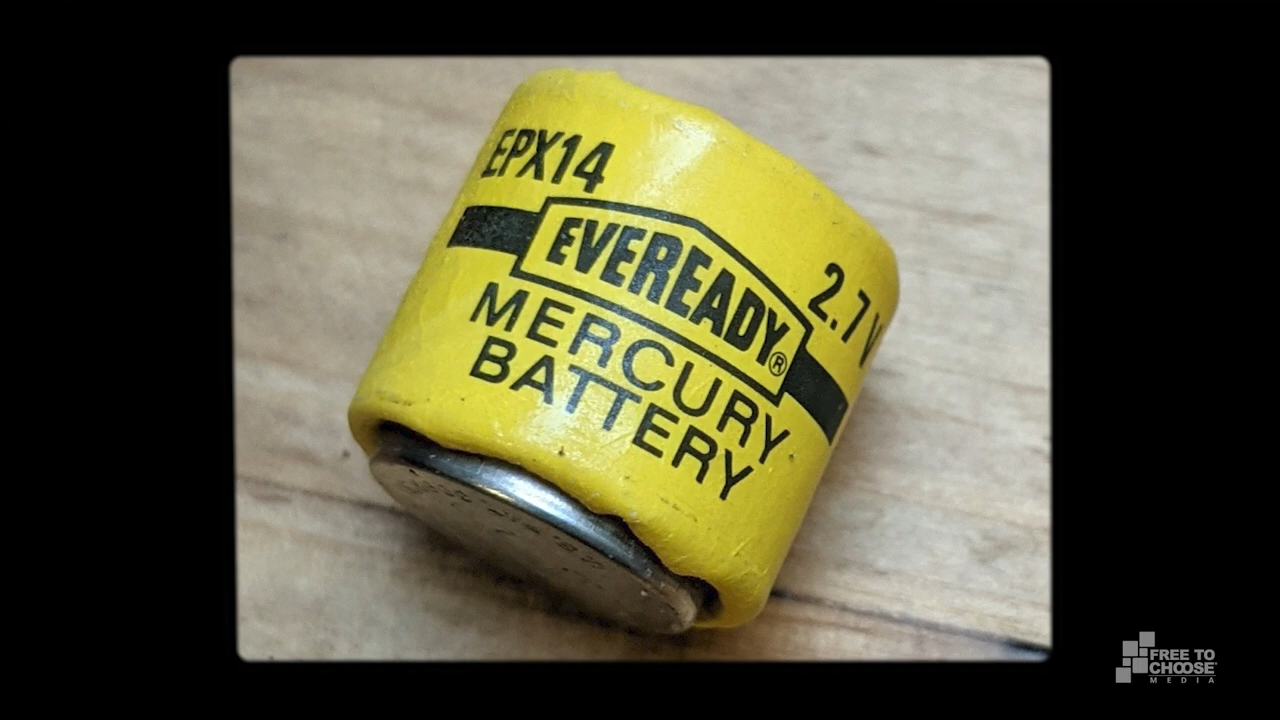 EPX14
EVEREADY®
2.7 V
MERCURY
BATTERY
FREE TO
CHOOSE
MEDIA